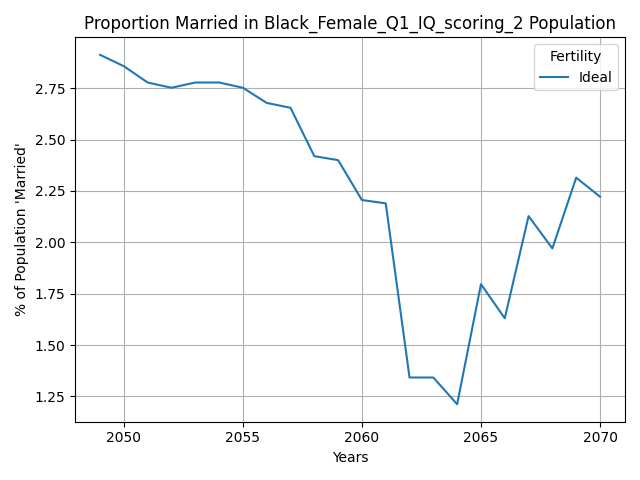 Proportion Married in Black_Female_Q1_IQ_scoring_2 Population
Fertility
Ideal
% of Population 'Married'
2.75
2.50
2.25
2.00
1.75
1.50
1.25
2050
2055
2060
2065
2070
Years